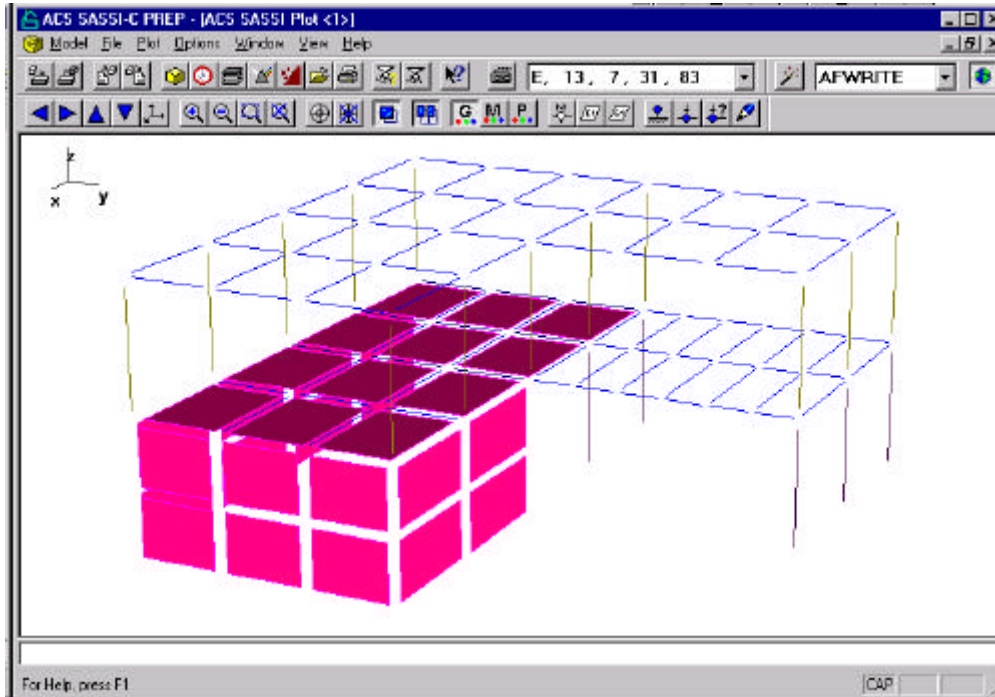 ACS SASSI-C PREP - [ACS SASSI Plot <1>]
Model File Plot Options Window View Help
E, 13, 7, 31, 83 AFWRITE
G M P xy
z
x y
For Help, press F1 CAP